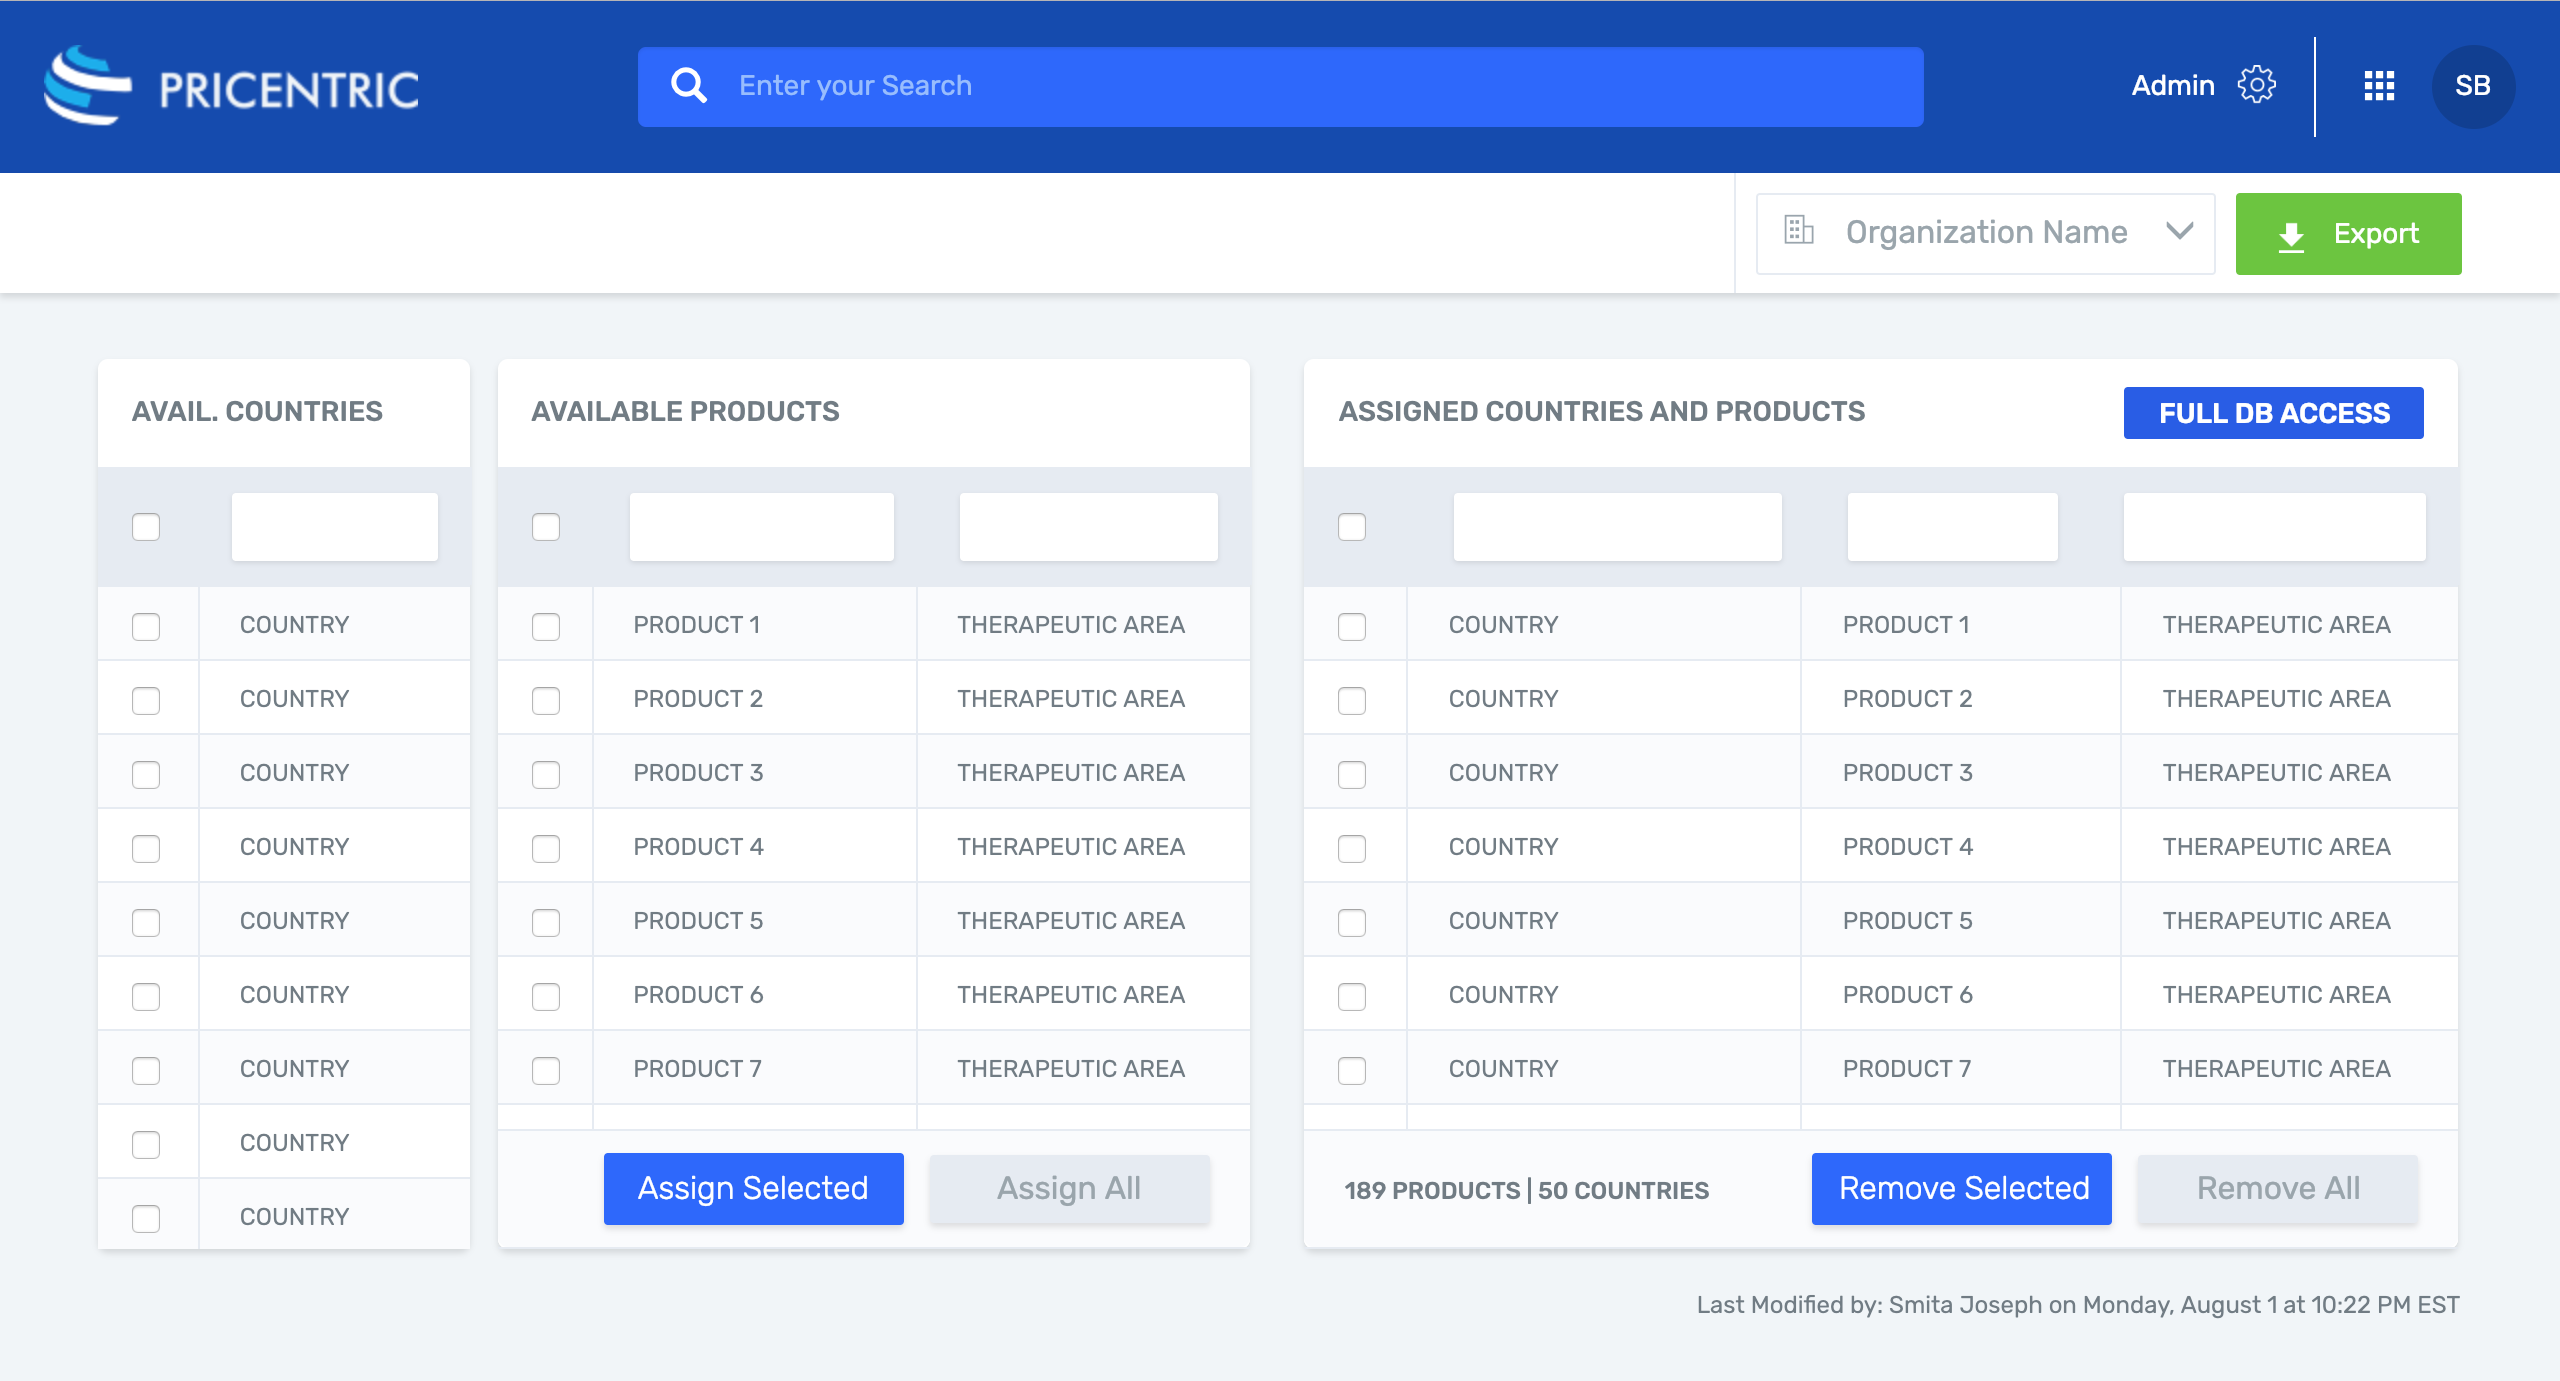 PRICENTRIC
Enter your Search
Admin
SB
Organization Name
Export
AVAIL. COUNTRIES
COUNTRY
COUNTRY
COUNTRY
COUNTRY
COUNTRY
COUNTRY
COUNTRY
COUNTRY
COUNTRY
AVAILABLE PRODUCTS
PRODUCT 1 THERAPEUTIC AREA
PRODUCT 2 THERAPEUTIC AREA
PRODUCT 3 THERAPEUTIC AREA
PRODUCT 4 THERAPEUTIC AREA
PRODUCT 5 THERAPEUTIC AREA
PRODUCT 6 THERAPEUTIC AREA
PRODUCT 7 THERAPEUTIC AREA
Assign Selected
Assign All
ASSIGNED COUNTRIES AND PRODUCTS
FULL DB ACCESS
COUNTRY PRODUCT 1 THERAPEUTIC AREA
COUNTRY PRODUCT 2 THERAPEUTIC AREA
COUNTRY PRODUCT 3 THERAPEUTIC AREA
COUNTRY PRODUCT 4 THERAPEUTIC AREA
COUNTRY PRODUCT 5 THERAPEUTIC AREA
COUNTRY PRODUCT 6 THERAPEUTIC AREA
COUNTRY PRODUCT 7 THERAPEUTIC AREA
189 PRODUCTS | 50 COUNTRIES
Remove Selected
Remove All
Last Modified by: Smita Joseph on Monday, August 1 at 10:22 PM EST